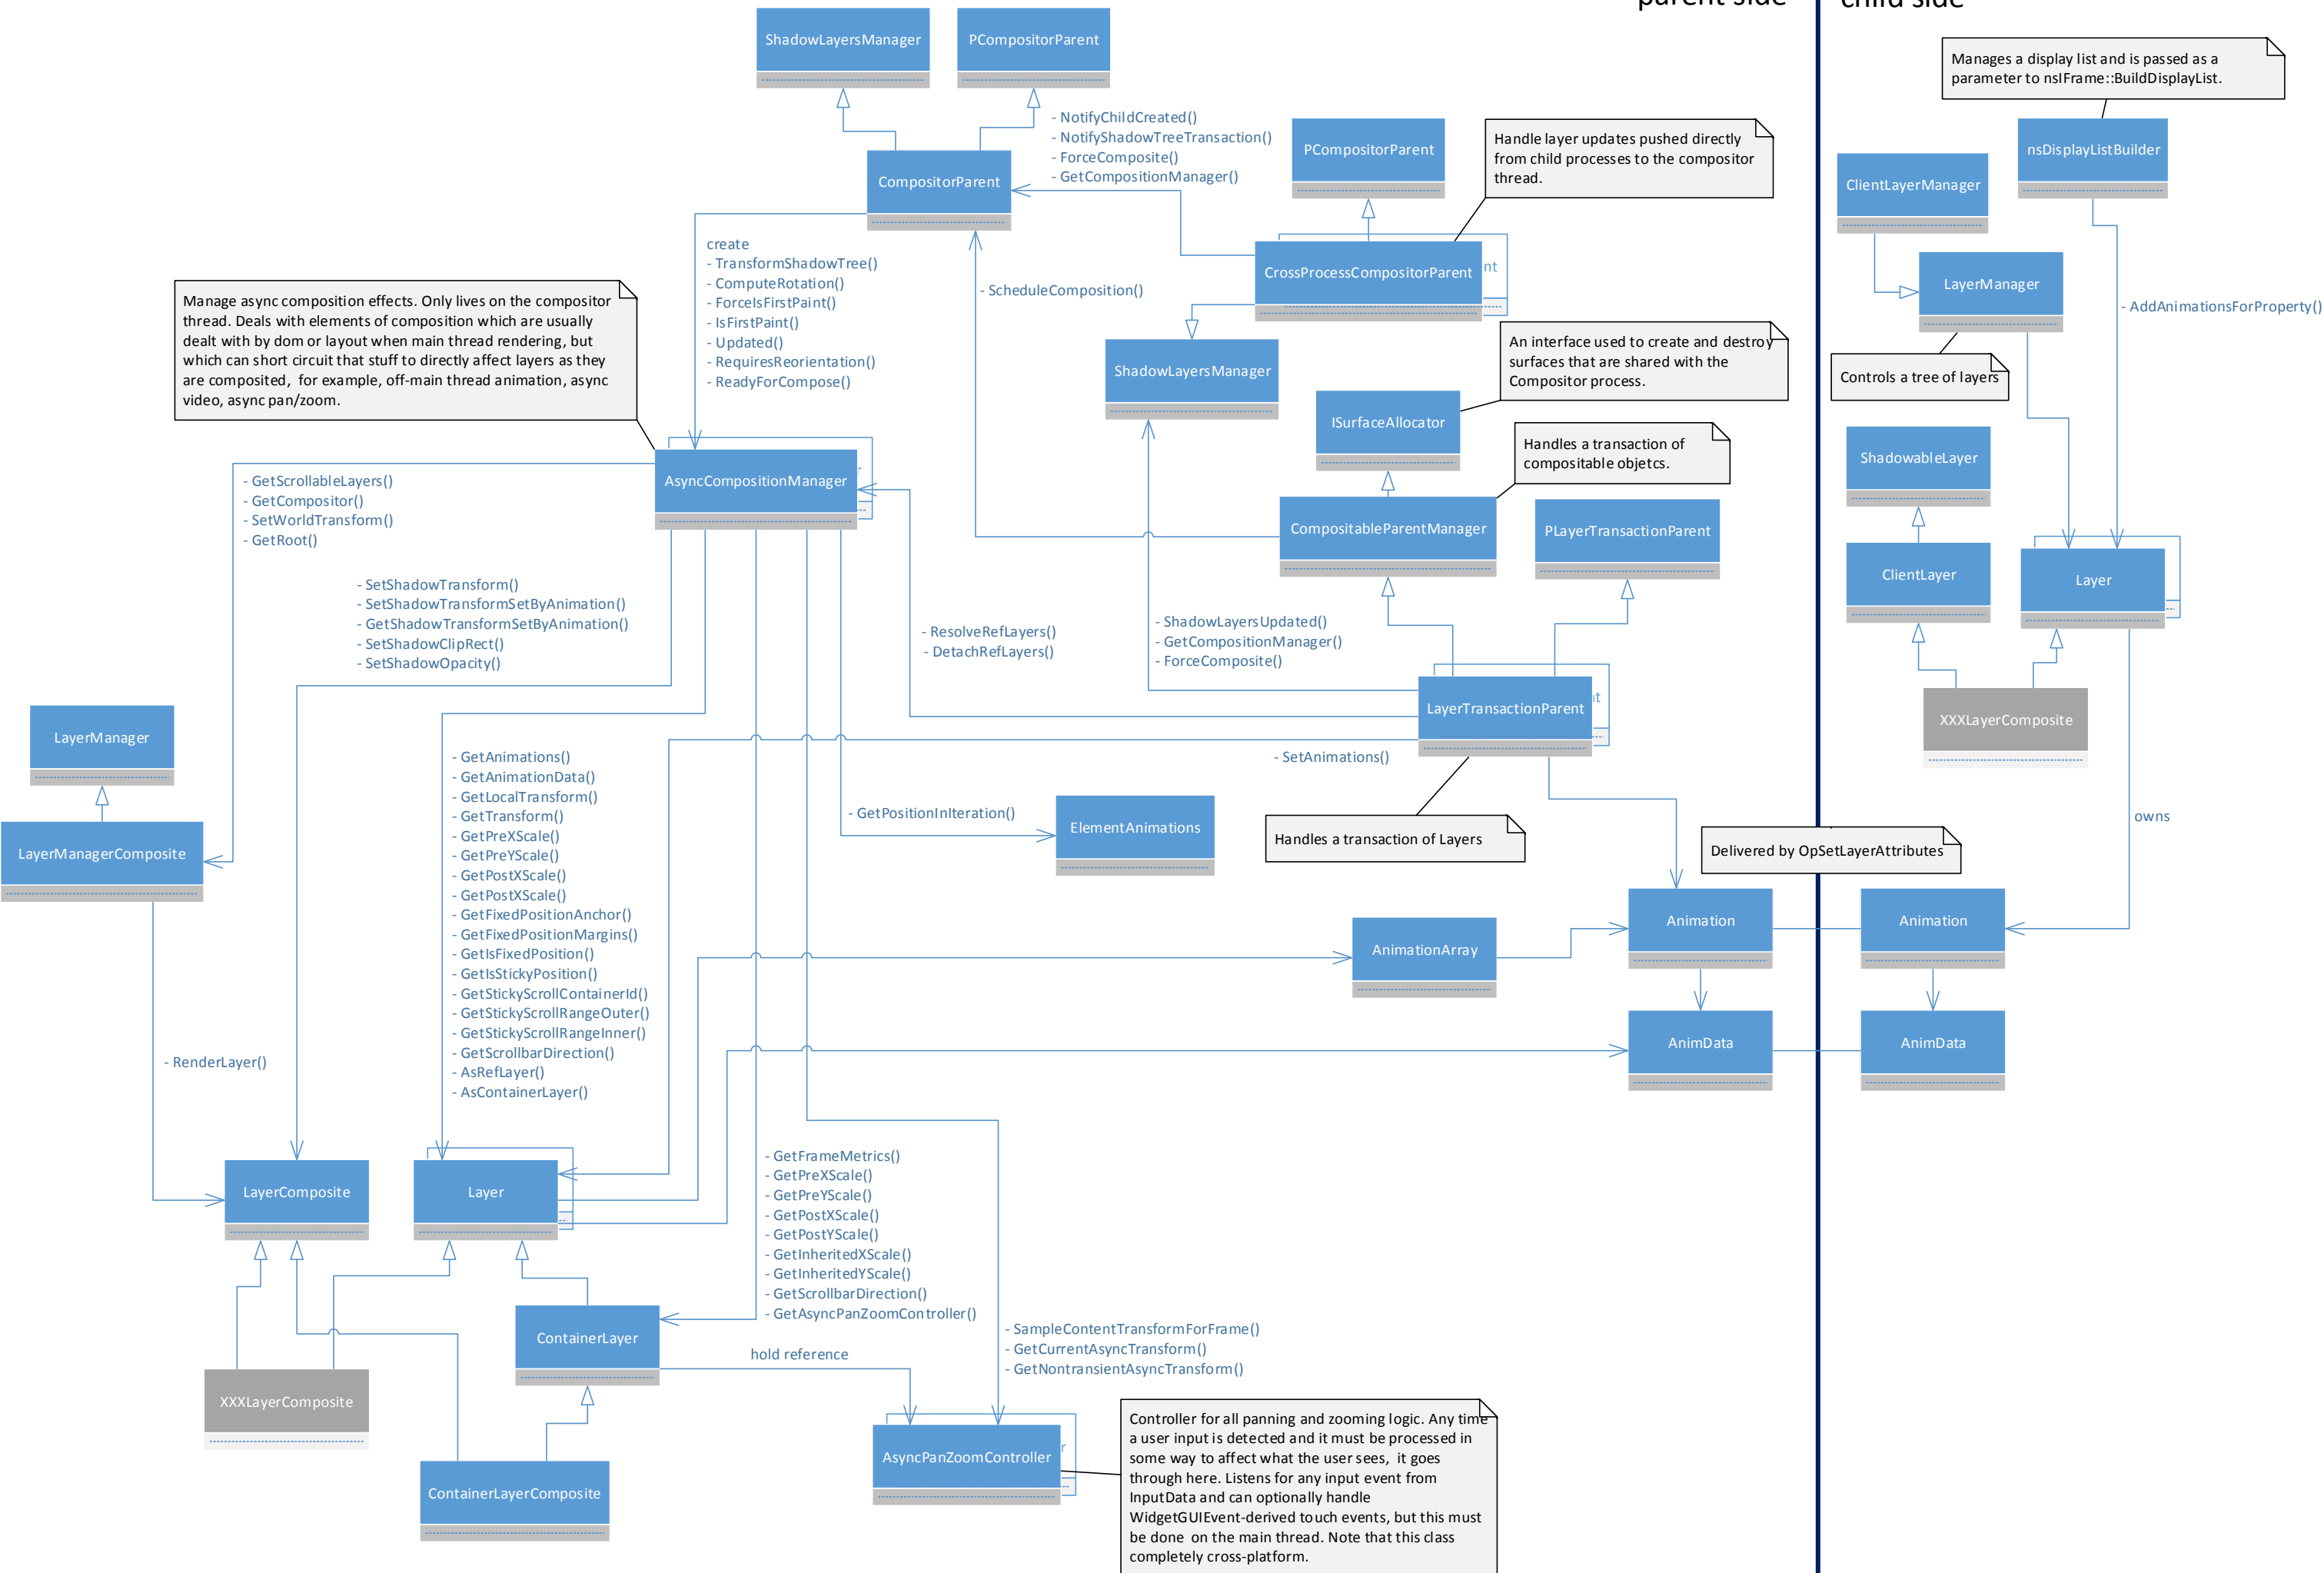 parent side
child side
ShadowLayersManager
PCompositorParent
Manages a display list and is passed as a
parameter to nsIFrame::BuildDisplayList.
- NotifyChildCreated()
- NotifyShadowTreeTransaction()
- ForceComposite()
- GetCompositionManager()
CompositorParent
PCompositorParent
Handle layer updates pushed directly
from child processes to the compositor
thread.
nsDisplayListBuilder
ClientLayerManager
create
- TransformShadowTree()
- ComputeRotation()
- ForceIsFirstPaint()
- IsFirstPaint()
- Updated()
- RequiresReorientation()
- ReadyForCompose()
- ScheduleComposition()
CrossProcessCompositorParent
nt
LayerManager
- AddAnimationsForProperty()
Manage async composition effects. Only lives on the compositor
thread. Deals with elements of composition which are usually
dealt with by dom or layout when main thread rendering, but
which can short circuit that stuff to directly affect layers as they
are composited, for example, off-main thread animation, async
video, async pan/zoom.
ShadowLayersManager
An interface used to create and destroy
surfaces that are shared with the
Compositor process.
Controls a tree of layers
ISurfaceAllocator
Handles a transaction of
compositable objetcs.
ShadowableLayer
AsyncCompositionManager
r
- GetScrollableLayers()
- GetCompositor()
- SetWorldTransform()
- GetRoot()
CompositableParentManager
PLayerTransactionParent
ClientLayer
Layer
- SetShadowTransform()
- SetShadowTransformSetByAnimation()
- GetShadowTransformSetByAnimation()
- SetShadowClipRect()
- SetShadowOpacity()
- ResolveRefLayers()
- DetachRefLayers()
- ShadowLayersUpdated()
- GetCompositionManager()
- ForceComposite()
LayerTransactionParent
nt
XXXLayerComposite
LayerManager
- GetAnimations()
- GetAnimationData()
- GetLocalTransform()
- GetTransform()
- GetPreXScale()
- GetPreYScale()
- GetPostXScale()
- GetPostXScale()
- GetFixedPositionAnchor()
- GetFixedPositionMargins()
- GetIsFixedPosition()
- GetIsStickyPosition()
- GetStickyScrollContainerId()
- GetStickyScrollRangeOuter()
- GetStickyScrollRangeInner()
- GetScrollbarDirection()
- AsRefLayer()
- AsContainerLayer()
- SetAnimations()
- GetPositionInIteration()
ElementAnimations
Handles a transaction of Layers
Delivered by OpSetLayerAttributes
owns
LayerManagerComposite
Animation
Animation
AnimationArray
AnimData
AnimData
- RenderLayer()
- GetFrameMetrics()
- GetPreXScale()
- GetPreYScale()
- GetPostXScale()
- GetPostYScale()
- GetInheritedXScale()
- GetInheritedYScale()
- GetScrollbarDirection()
- GetAsyncPanZoomController()
LayerComposite
Layer
ContainerLayer
hold reference
- SampleContentTransformForFrame()
- GetCurrentAsyncTransform()
- GetNontransientAsyncTransform()
XXXLayerComposite
AsyncPanZoomController
r
ContainerLayerComposite
Controller for all panning and zooming logic. Any time
a user input is detected and it must be processed in
some way to affect what the user sees, it goes
through here. Listens for any input event from
InputData and can optionally handle
WidgetGUIEvent-derived touch events, but this must
be done on the main thread. Note that this class
completely cross-platform.